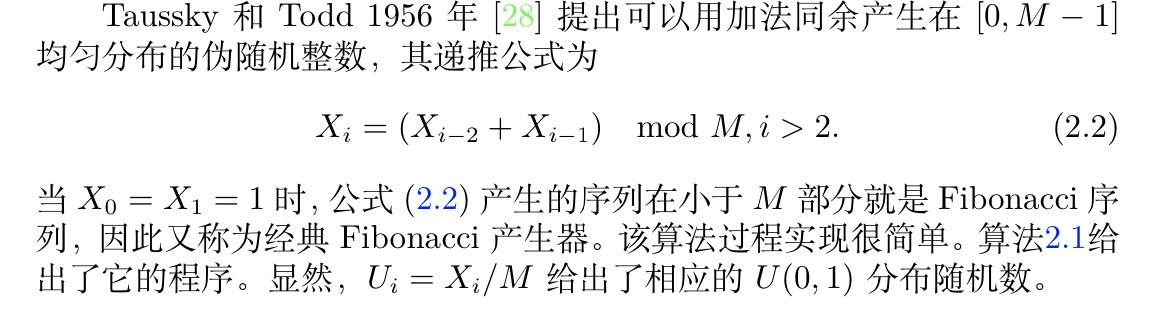 Taussky 和 Todd 1956 年 [28] 提出可以用加法同余产生在 [0, M − 1]
均匀分布的伪随机整数，其递推公式为
X_i = (X_{i−2} + X_{i−1}) mod M, i > 2. (2.2)
当 X_0 = X_1 = 1 时，公式 (2.2) 产生的序列在小于 M 部分就是 Fibonacci 序
列，因此又称为经典 Fibonacci 产生器。该算法过程实现很简单。算法2.1给
出了它的程序。显然，U_i = X_i/M 给出了相应的 U(0, 1) 分布随机数。